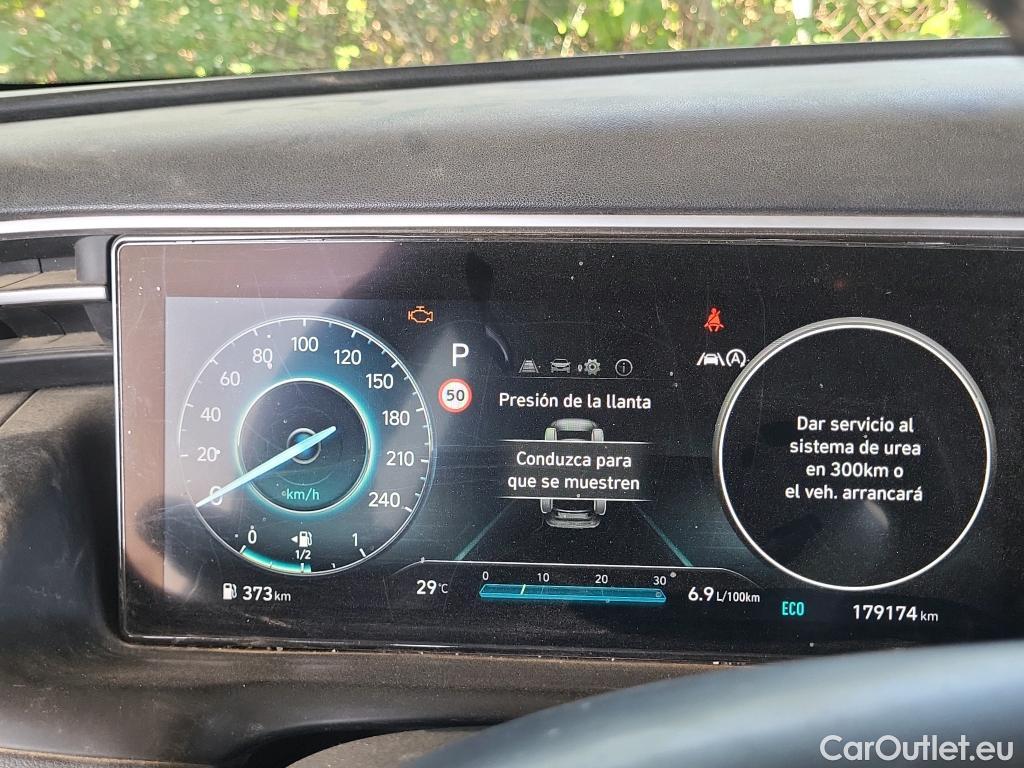 0
20
40
60
80
100
120
150
180
210
240
km/h
0
1/2
1
373 km
P
50
Presión de la llanta
Conduzca para
que se muestren
29°C
0 10 20 30
6.9 L/100km
A
Dar servicio al
sistema de urea
en 300km o
el veh. arrancará
ECO
179174 km
CarOutlet.eu